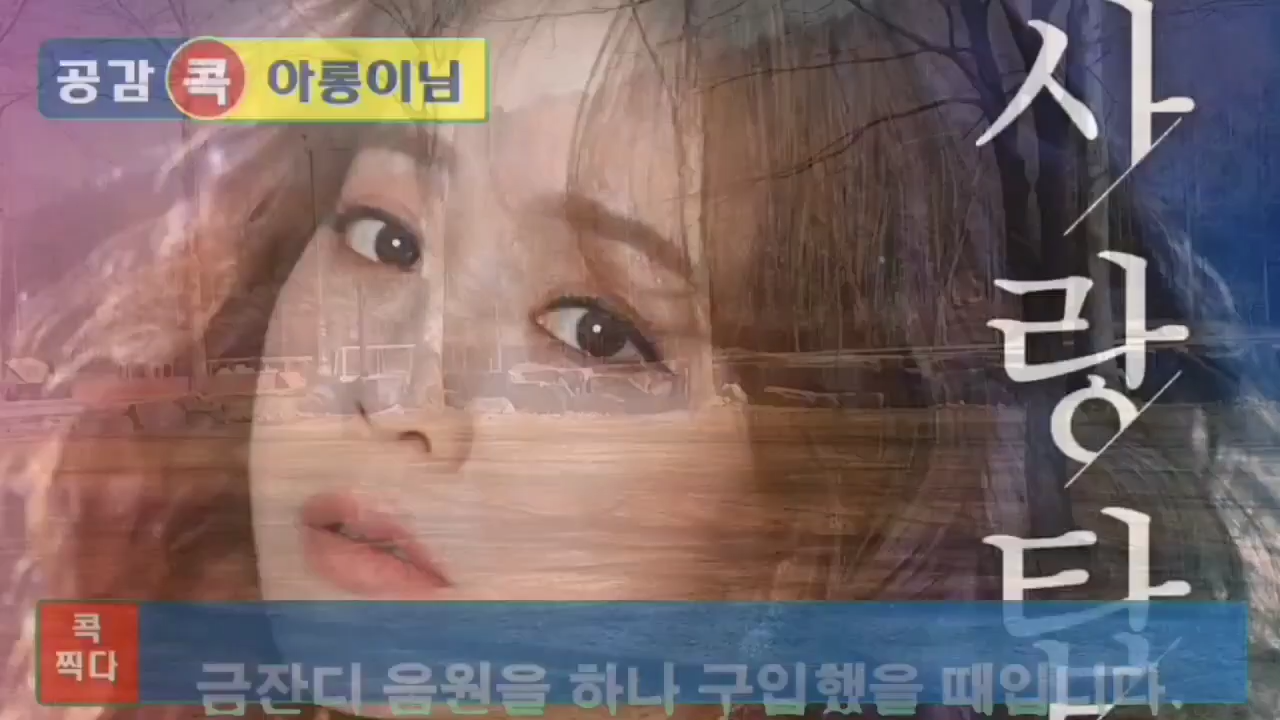 공감 콕 아롱이님
사
랑
탑
콕
찍다
금잔디 음원을 하나 구입했을 때입니다.